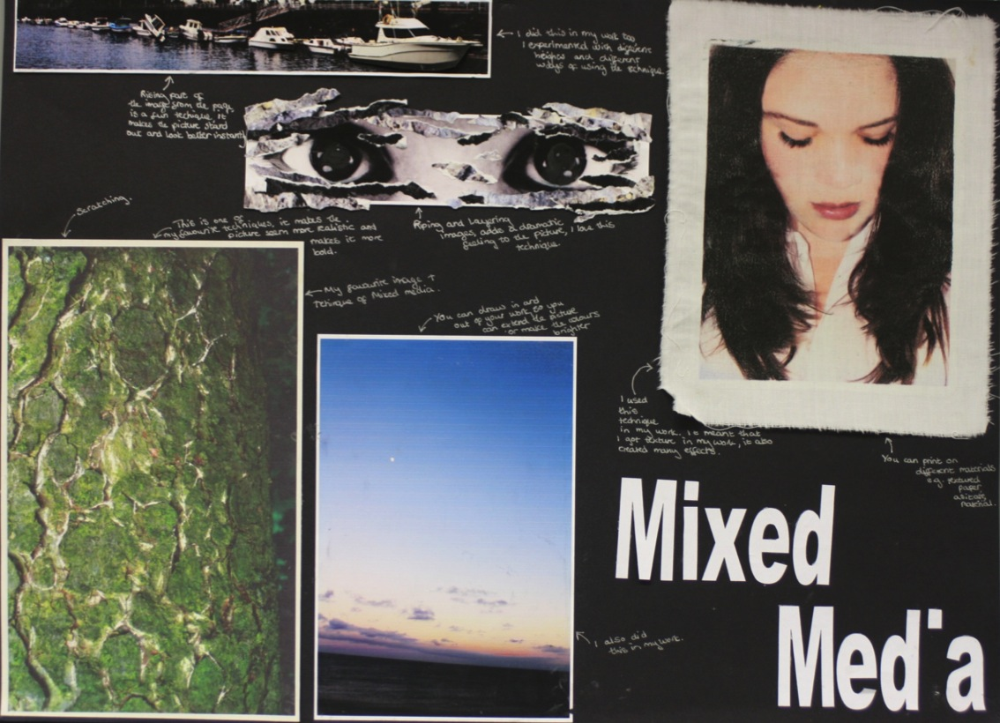 I did this in my work too
I experimented with different
heighes and different
ways of using the technique.
Rising part of
the image from the page,
is a fun technique. it
makes the picture stand
out and look better instantly
Scratching.
This is one of
my favourite techniques, it makes the
picture seem more realistic and
makes it more
bold.
Riping and Layering
images, adds a dramatic
feeling to the picture, I love this
technique.
My favourite image +
Technique of Mixed media.
You can draw in and
out of your work, so you
can extend the picture
or make the colours
brighter
I used
this
technique
in my work. It meant that
I got texture in my work, it also
created many effects.
You can print on
different materials
e.g. textured
paper
material.
Mixed
Media
I also did
this in my work.